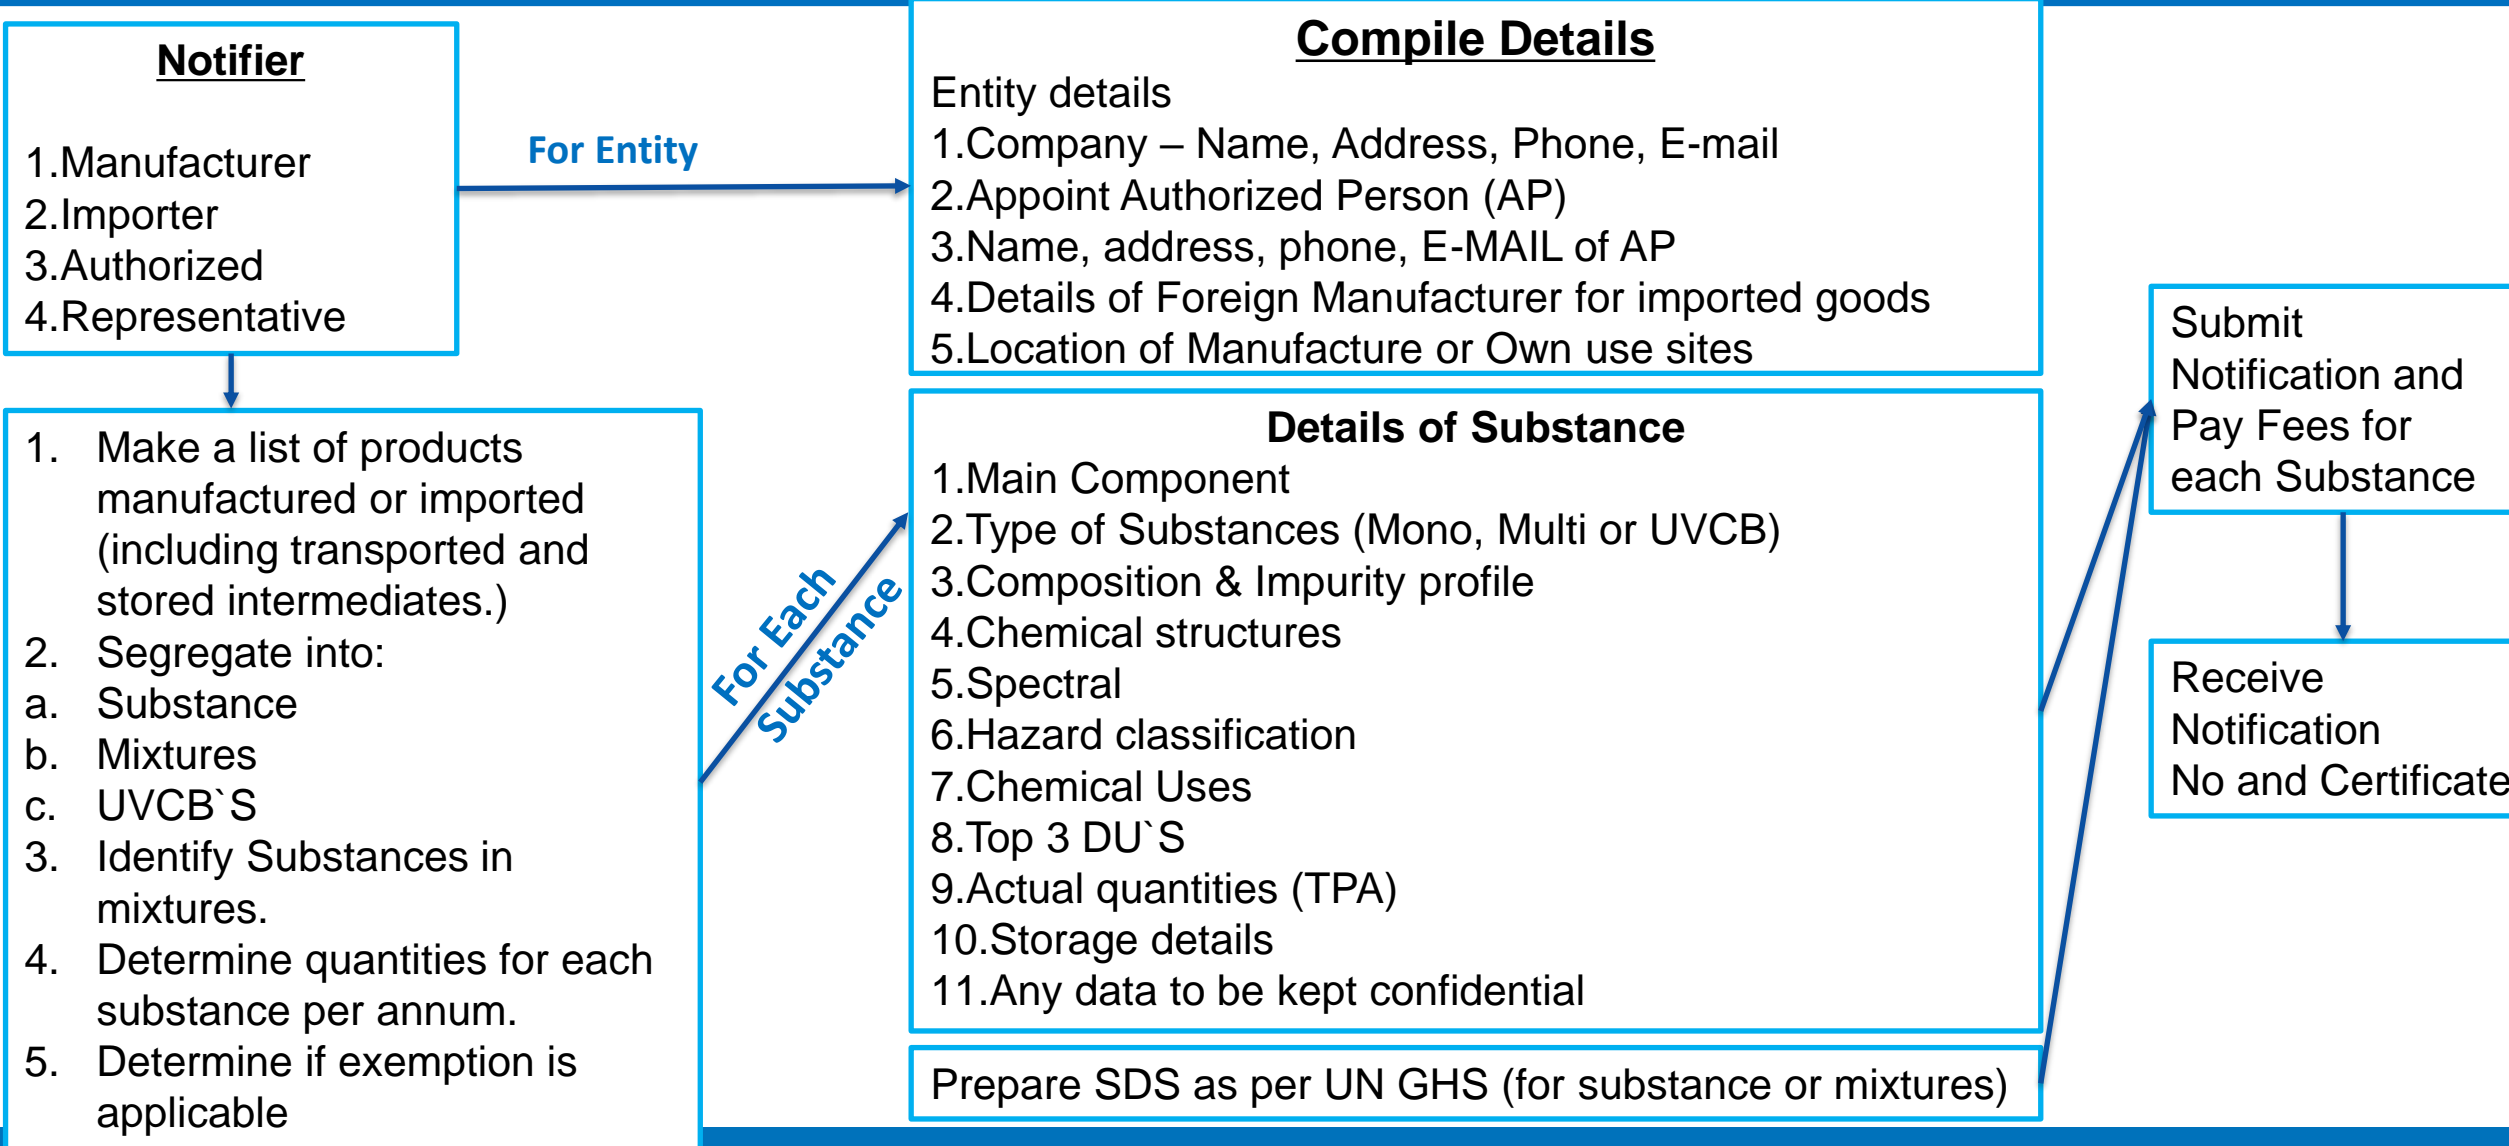 Notifier
1.Manufacturer
2.Importer
3.Authorized
4.Representative
For Entity
Compile Details
Entity details
1.Company – Name, Address, Phone, E-mail
2.Appoint Authorized Person (AP)
3.Name, address, phone, E-MAIL of AP
4.Details of Foreign Manufacturer for imported goods
5.Location of Manufacture or Own use sites
1. Make a list of products
manufactured or imported
(including transported and
stored intermediates.)
2. Segregate into:
a. Substance
b. Mixtures
c. UVCB`S
3. Identify Substances in
mixtures.
4. Determine quantities for each
substance per annum.
5. Determine if exemption is
applicable
For Each
Substance
Details of Substance
1.Main Component
2.Type of Substances (Mono, Multi or UVCB)
3.Composition & Impurity profile
4.Chemical structures
5.Spectral
6.Hazard classification
7.Chemical Uses
8.Top 3 DU`S
9.Actual quantities (TPA)
10.Storage details
11.Any data to be kept confidential
Prepare SDS as per UN GHS (for substance or mixtures)
Submit
Notification and
Pay Fees for
each Substance
Receive
Notification
No and Certificate